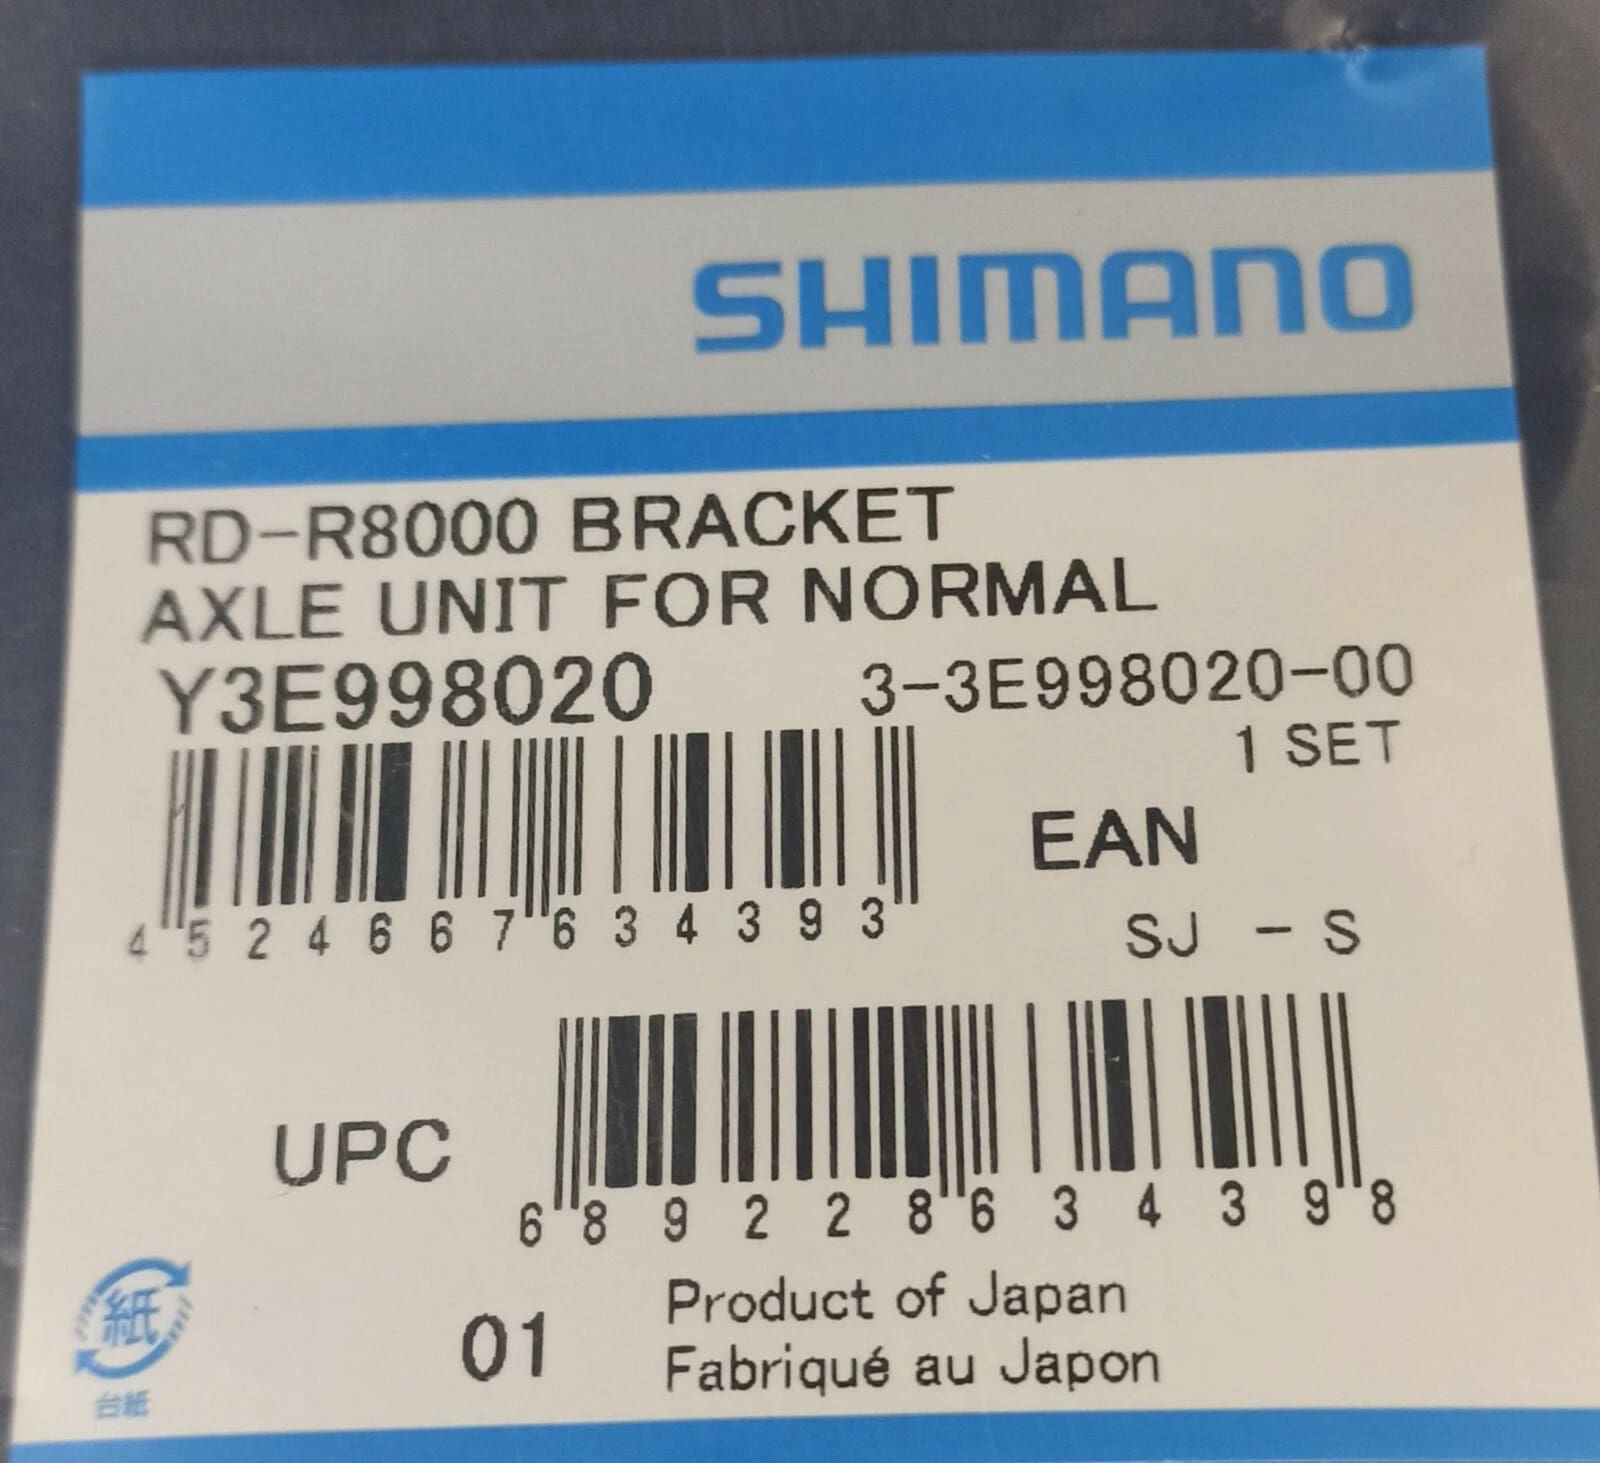 SHIMANO
RD-R8000 BRACKET
AXLE UNIT FOR NORMAL
Y3E998020 3-3E998020-00
1 SET
4 524667 634393
EAN
SJ - S
UPC
6 89228 63439 8
紙
台紙
01
Product of Japan
Fabriqué au Japon